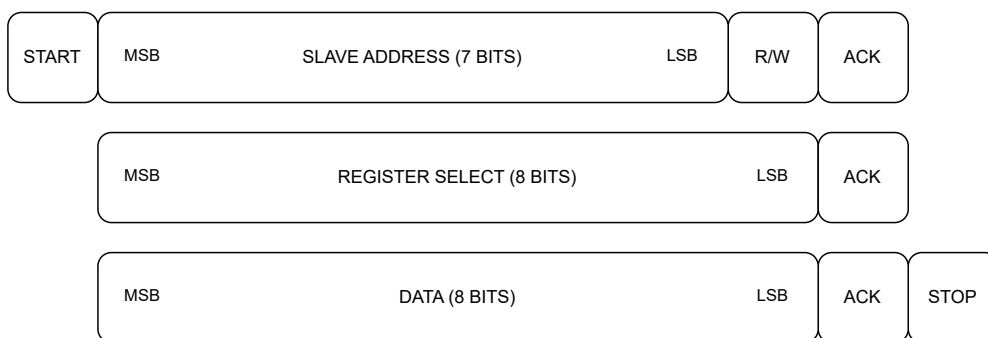 START MSB SLAVE ADDRESS (7 BITS) LSB R/W ACK
MSB REGISTER SELECT (8 BITS) LSB ACK
MSB DATA (8 BITS) LSB ACK STOP